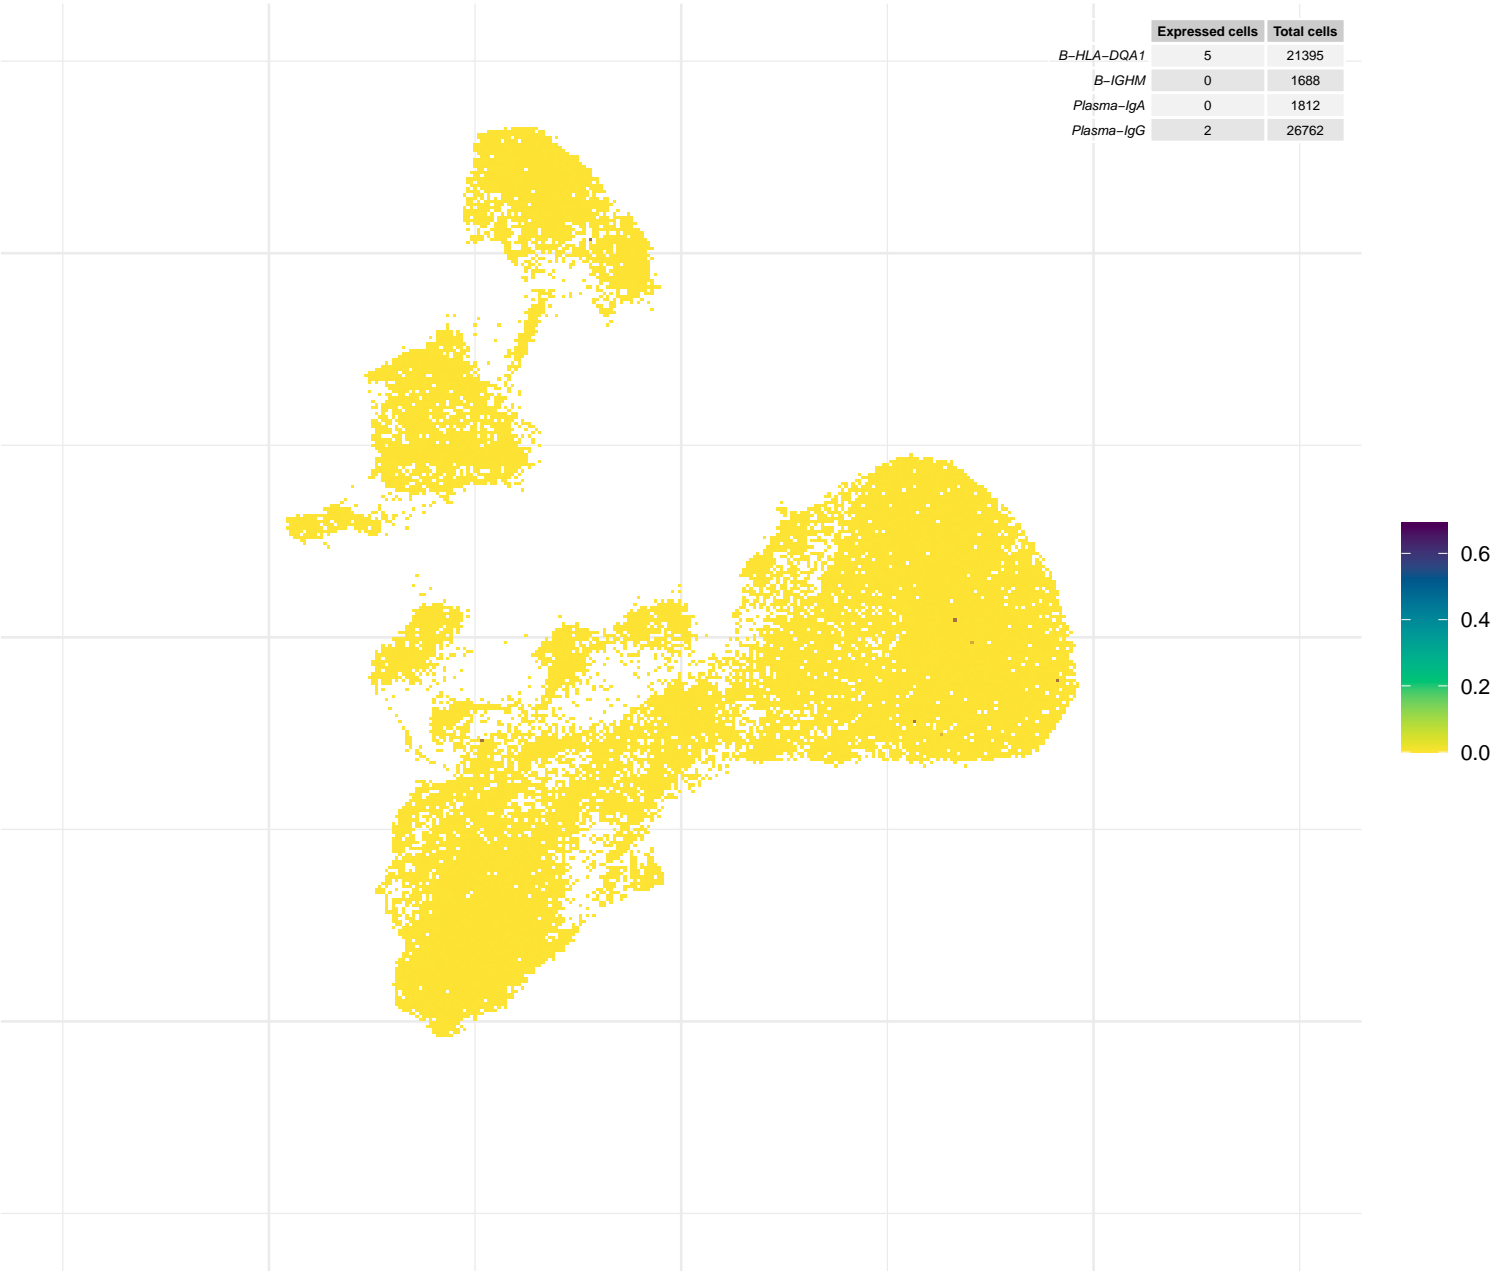 Expressed cells Total cells
B−HLA−DQA1 5 21395
B−IGHM 0 1688
Plasma−IgA 0 1812
Plasma−IgG 2 26762
0.6
0.4
0.2
0.0